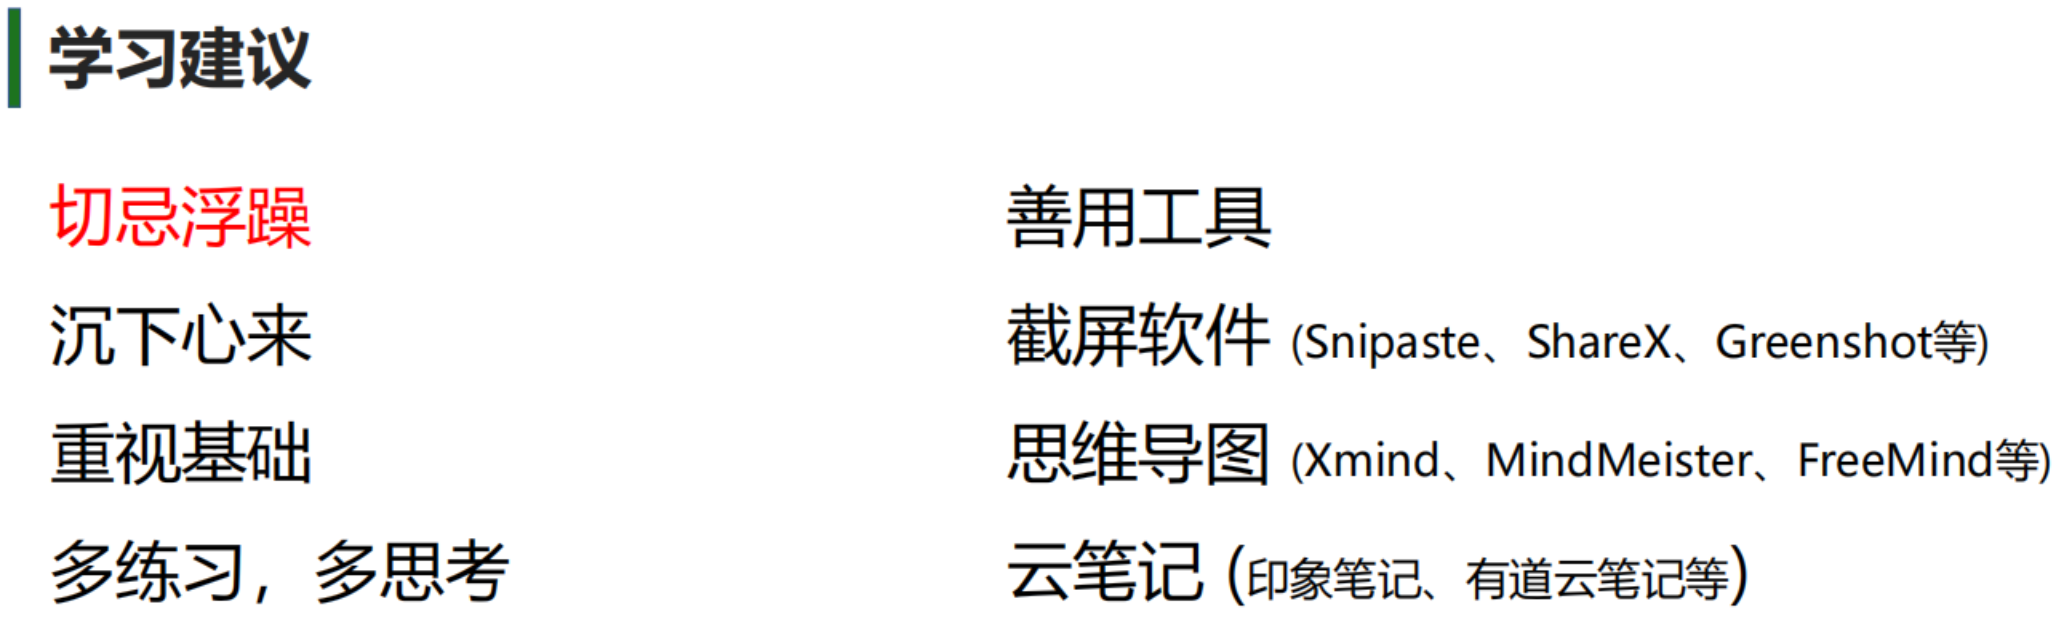 学习建议
切忌浮躁
沉下心来
重视基础
多练习，多思考
善用工具
截屏软件 (Snipaste、ShareX、Greenshot等)
思维导图 (Xmind、MindMeister、FreeMind等)
云笔记 (印象笔记、有道云笔记等)